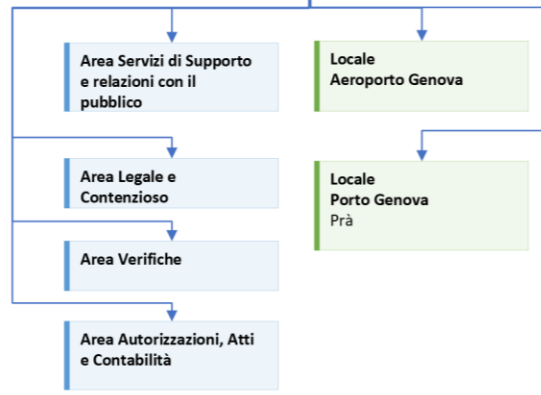 Area Servizi di Supporto
e relazioni con il
pubblico
Locale
Aeroporto Genova
Area Legale e
Contenzioso
Locale
Porto Genova
Prà
Area Verifiche
Area Autorizzazioni, Atti
e Contabilità